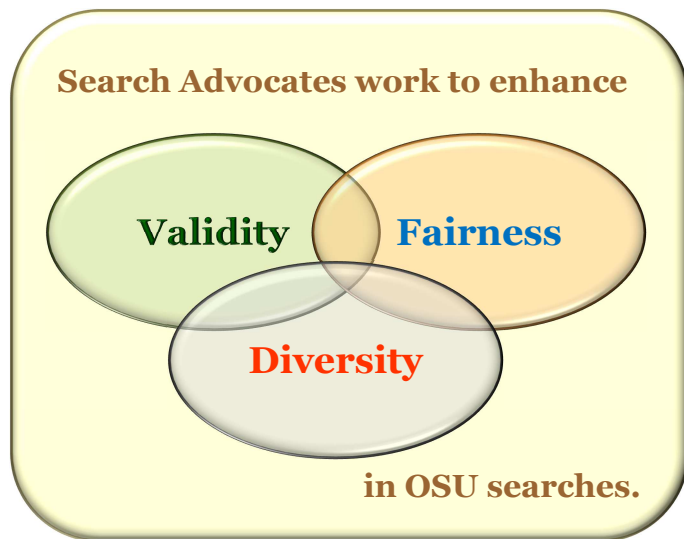 Search Advocates work to enhance
Validity
Fairness
Diversity
in OSU searches.